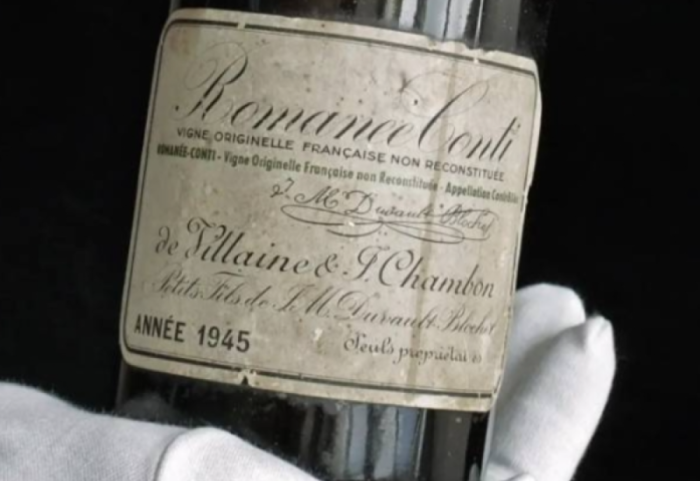 Romanée Conti
VIGNE ORIGINELLE FRANÇAISE NON RECONSTITUÉE
ROMANÉE-CONTI - Vigne Originelle Française non Reconstituée - Appellation Contrôlée
J. M. Duvault Blochet
de Villaine & J. Chambon
Petits Fils de J. M. Duvault-Blochet
ANNÉE 1945
Seuls propriétaires